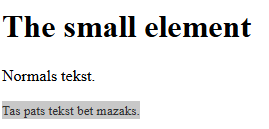 The small element
Normals tekst.
Tas pats tekst bet mazaks.